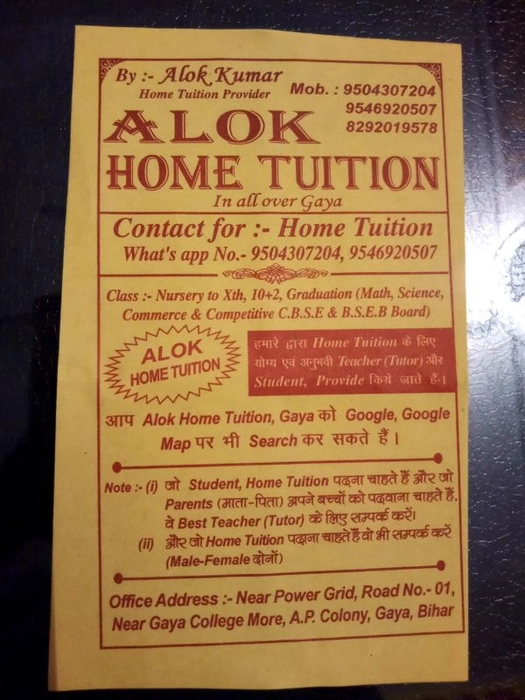 By :- Alok Kumar
Home Tuition Provider
Mob. : 9504307204
9546920507
8292019578
ALOK
HOME TUITION
In all over Gaya
Contact for :- Home Tuition
What's app No.- 9504307204, 9546920507
Class :- Nursery to Xth, 10+2, Graduation (Math, Science,
Commerce & Competitive C.B.S.E & B.S.E.B Board)
ALOK
HOME TUITION
हमारे द्वारा Home Tuition के लिए
योग्य एवं अनुभवी Teacher (Tutor) और
Student, Provide किये जाते हैं।
आप Alok Home Tuition, Gaya को Google, Google
Map पर भी Search कर सकते हैं ।
Note :- (i) जो Student, Home Tuition पढ़ना चाहते हैं और जो
Parents (माता-पिता) अपने बच्चों को पढ़वाना चाहते हैं,
वे Best Teacher (Tutor) के लिए सम्पर्क करें।
(ii) और जो Home Tuition पढ़ाना चाहते हैं वो भी सम्पर्क करें
(Male-Female दोनों)
Office Address :- Near Power Grid, Road No.- 01,
Near Gaya College More, A.P. Colony, Gaya, Bihar